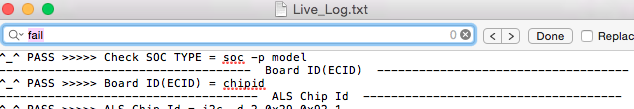 Live_Log.txt
fail 0 Done Replac
^_^ PASS >>>>> Check SOC TYPE = soc -p model
------------------------------- Board ID(ECID) -------------------------------
^_^ PASS >>>>> Board ID(ECID) = chipid
-------------------------------- ALS Chip Id --------------------------------
^_^ PASS >>>>> ALS Chip Id = i2c -d 2 0x29 0x92 1